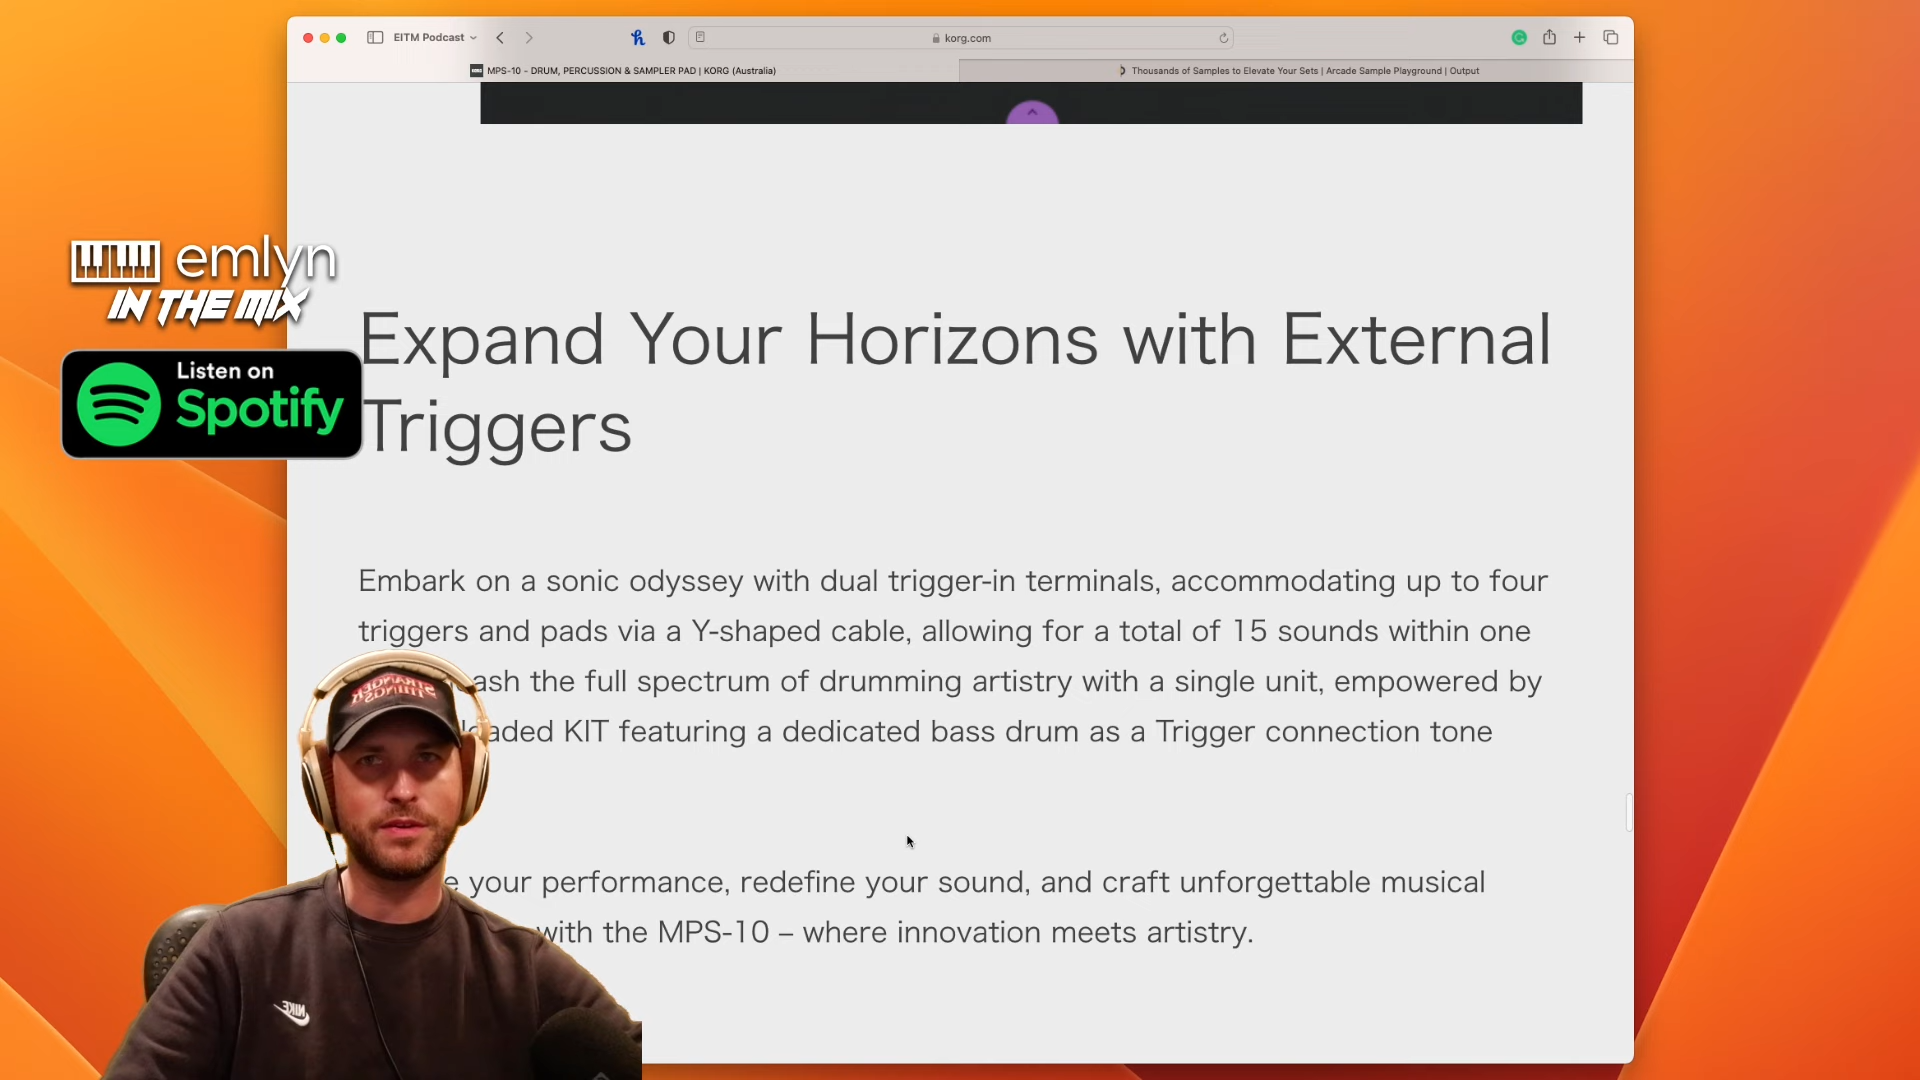 EITM Podcast
korg.com
MPS-10 - DRUM, PERCUSSION & SAMPLER PAD | KORG (Australia)
Thousands of Samples to Elevate Your Sets | Arcade Sample Playground | Output
emlyn
IN THE MIX
Listen on
Spotify
Expand Your Horizons with External
Triggers
Embark on a sonic odyssey with dual trigger-in terminals, accommodating up to four
triggers and pads via a Y-shaped cable, allowing for a total of 15 sounds within one
the full spectrum of drumming artistry with a single unit, empowered by
KIT featuring a dedicated bass drum as a Trigger connection tone
your performance, redefine your sound, and craft unforgettable musical
with the MPS-10 – where innovation meets artistry.
STRANGER
THINGS
NIKE